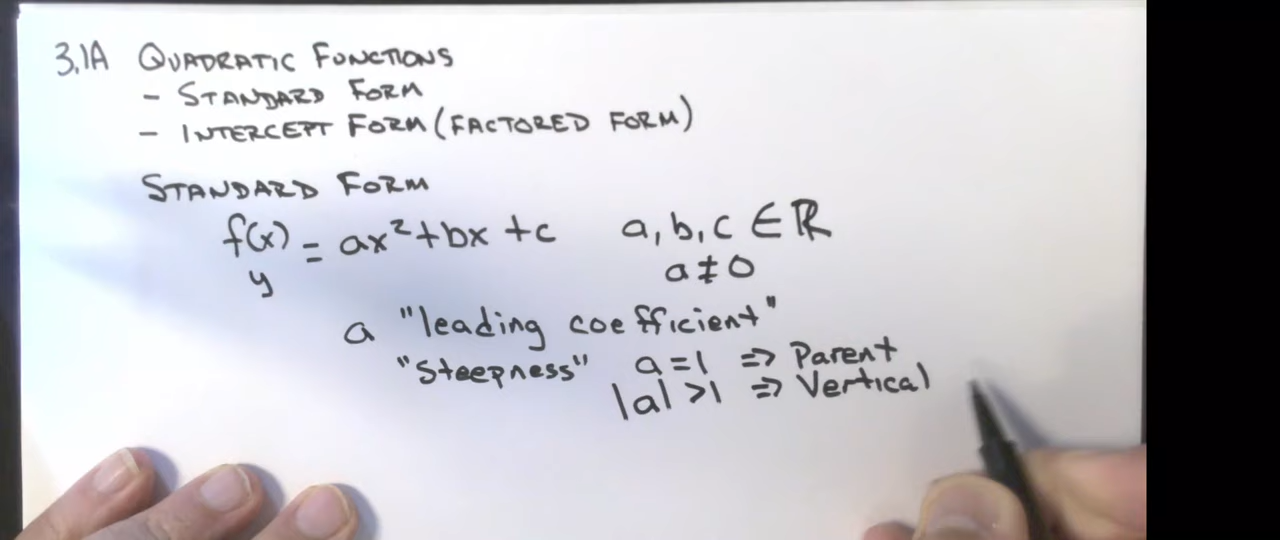 3.1A QUADRATIC FUNCTIONS
- STANDARD FORM
- INTERCEPT FORM (FACTORED FORM)
STANDARD FORM
f(x) = ax²+bx+c a, b, c ∈ ℝ
y a ≠ 0
a "leading coefficient"
"Steepness" a = 1 => Parent
|a| > 1 => Vertical